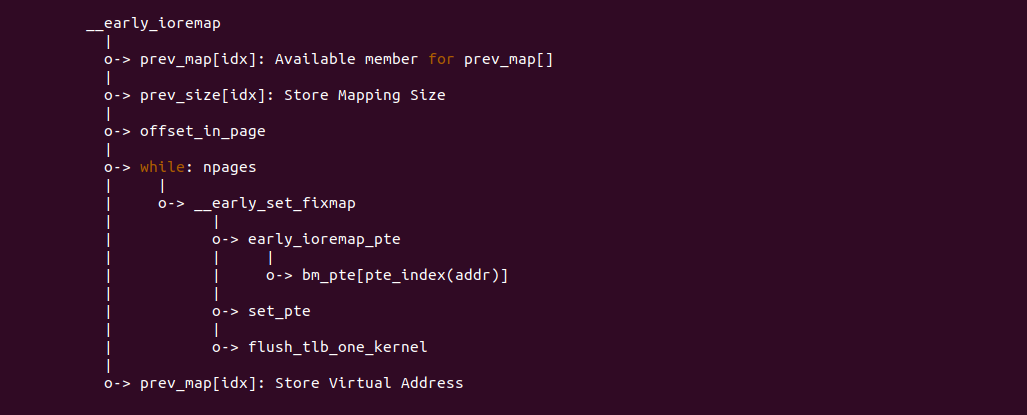 __early_ioremap
|
o-> prev_map[idx]: Available member for prev_map[]
|
o-> prev_size[idx]: Store Mapping Size
|
o-> offset_in_page
|
o-> while: npages
|     |
|     o-> __early_set_fixmap
|           |
|           o-> early_ioremap_pte
|           |     |
|           |     o-> bm_pte[pte_index(addr)]
|           |
|           o-> set_pte
|           |
|           o-> flush_tlb_one_kernel
|
o-> prev_map[idx]: Store Virtual Address